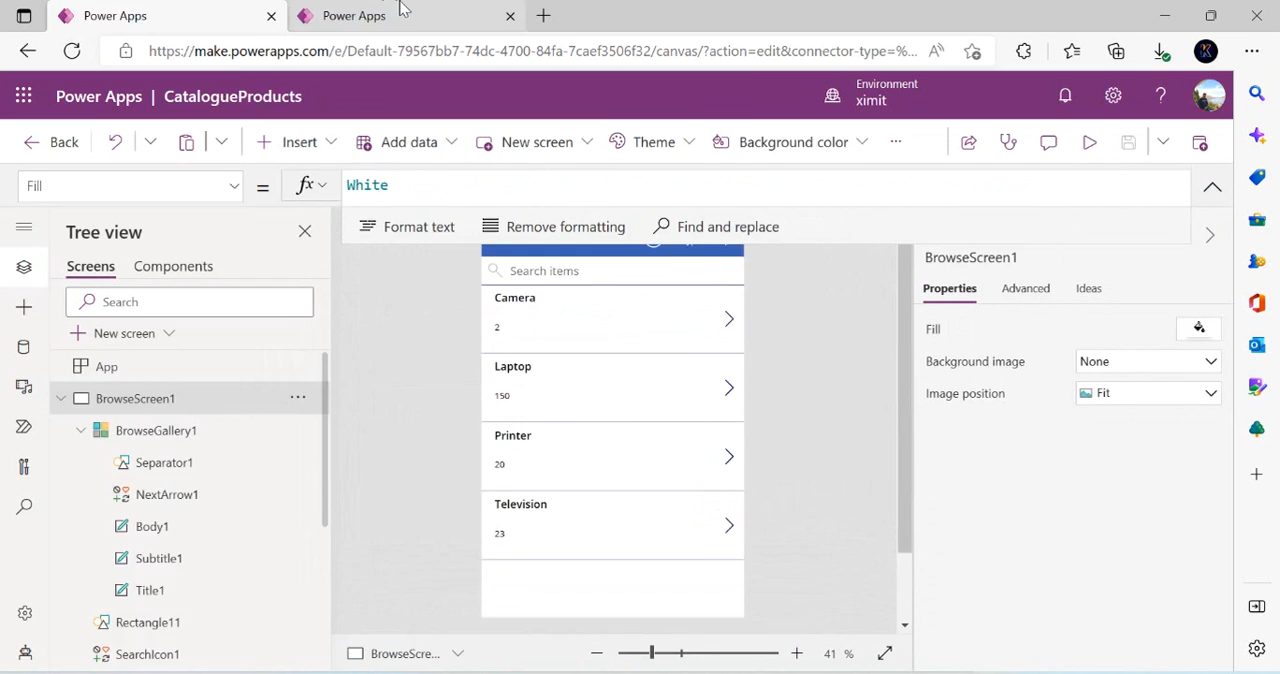 Power Apps
Power Apps
https://make.powerapps.com/e/Default-79567bb7-74dc-4700-84fa-7caef3506f32/canvas/?action=edit&connector-type=%...
Power Apps | CatalogueProducts
Environment
ximit
Back
Insert
Add data
New screen
Theme
Background color
Fill
=
fx
White
Format text
Remove formatting
Find and replace
Tree view
Screens
Components
Search
New screen
App
BrowseScreen1
BrowseGallery1
Separator1
NextArrow1
Body1
Subtitle1
Title1
Rectangle11
SearchIcon1
Search items
Camera
2
Laptop
150
Printer
20
Television
23
BrowseScre...
41 %
BrowseScreen1
Properties
Advanced
Ideas
Fill
Background image
None
Image position
Fit